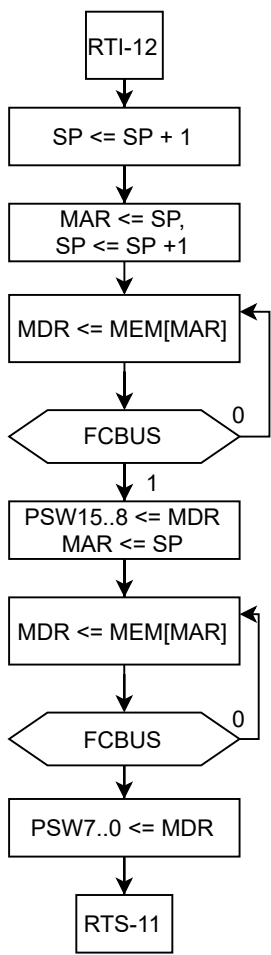 RTI-12
SP <= SP + 1
MAR <= SP,
SP <= SP +1
MDR <= MEM[MAR]
0
FCBUS
1
PSW15..8 <= MDR
MAR <= SP
MDR <= MEM[MAR]
0
FCBUS
PSW7..0 <= MDR
RTS-11